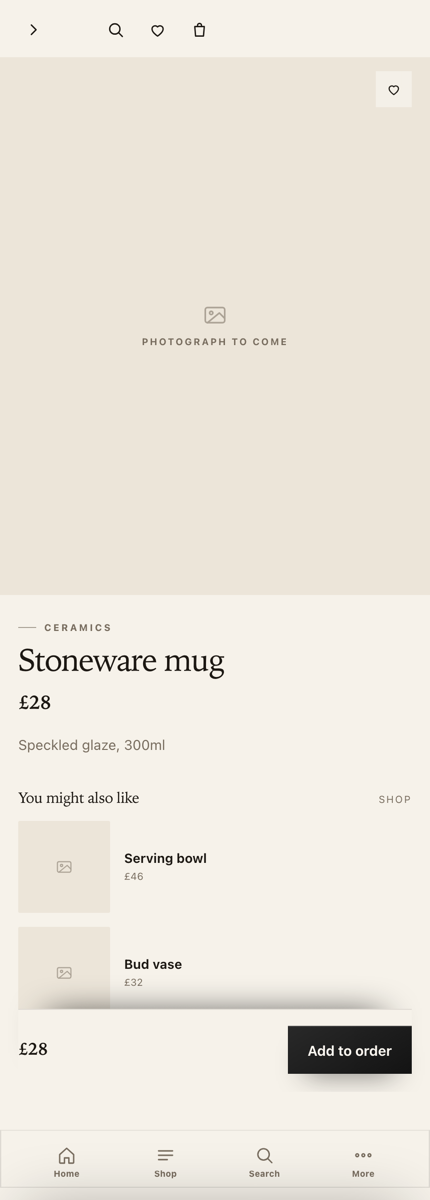 PHOTOGRAPH TO COME
CERAMICS
Stoneware mug
£28
Speckled glaze, 300ml
You might also like
SHOP
Serving bowl
£46
Bud vase
£32
£28
Add to order
Home
Shop
Search
More